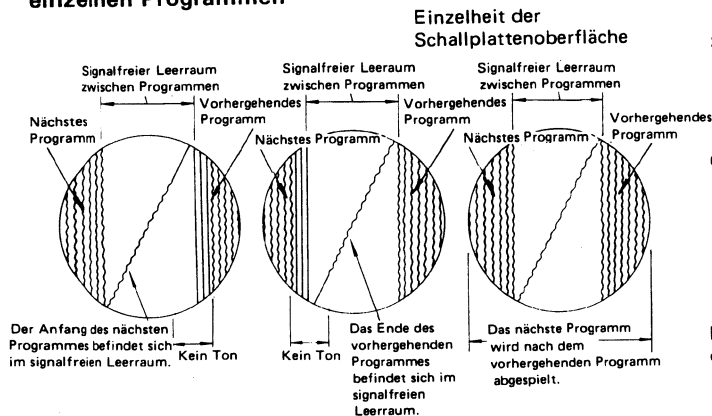 einzelnen Programmen
Einzelheit der
Schallplattenoberfläche
Signalfreier Leerraum
zwischen Programmen
Nächstes
Programm
Vorhergehendes
Programm
Der Anfang des nächsten
Programmes befindet sich
im signalfreien Leerraum.
Kein Ton
Signalfreier Leeraum
zwischen Programmen
Nächstes Programm
Vorhergehendes
Programm
Kein Ton
Das Ende des
vorhergehenden
Programmes
befindet sich im
signalfreien
Leerraum.
Signalfreier Leerraum
zwischen Programmen
Nächstes Programm
Vorhergehendes
Programm
Das nächste Programm
wird nach dem
vorhergehenden Programm
abgespielt.